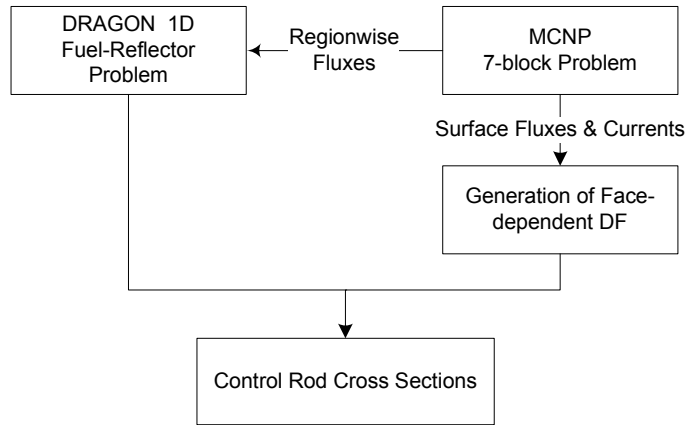 DRAGON 1D
Fuel-Reflector
Problem
Regionwise
Fluxes
MCNP
7-block Problem
Surface Fluxes & Currents
Generation of Face-
dependent DF
Control Rod Cross Sections